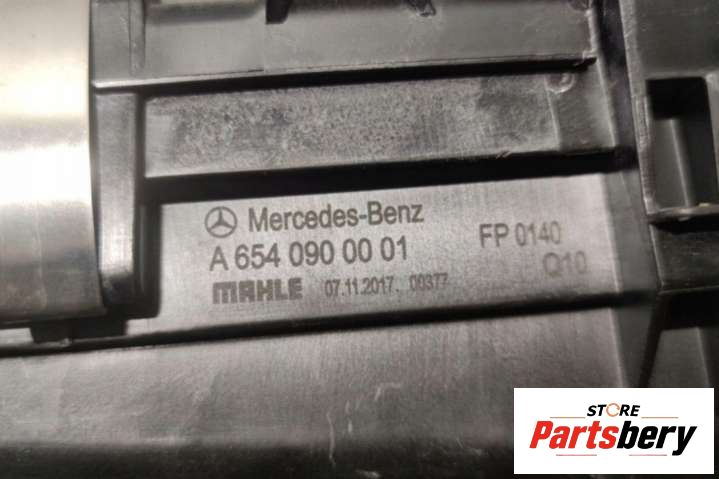 Mercedes-Benz
A 654 090 00 01
MAHLE 07.11.2017. 00377
FP 0140
Q10
STORE
Partsbery